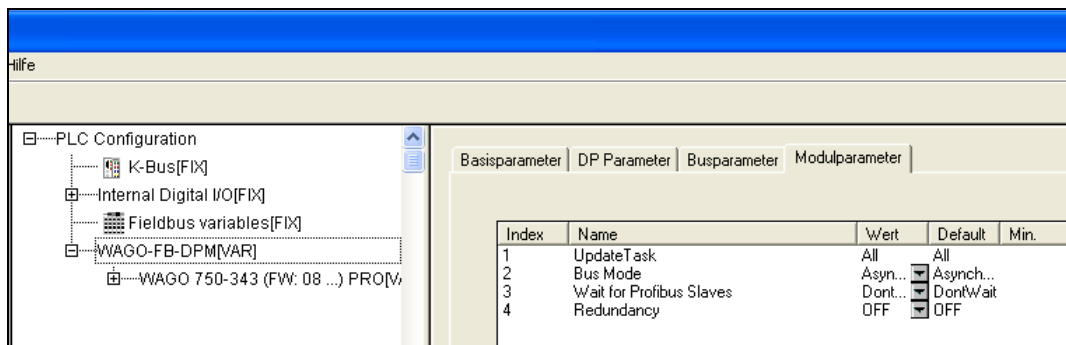 Hilfe
PLC Configuration
K-Bus[FIX]
Internal Digital I/O[FIX]
Fieldbus variables[FIX]
WAGO-FB-DPM[VAR]
WAGO 750-343 (FW: 08 ...) PRO[V
Basisparameter DP Parameter Busparameter Modulparameter
Index Name Wert Default Min.
1 UpdateTask All All
2 Bus Mode Asyn... Asynch...
3 Wait for Profibus Slaves Dont... DontWait
4 Redundancy OFF OFF